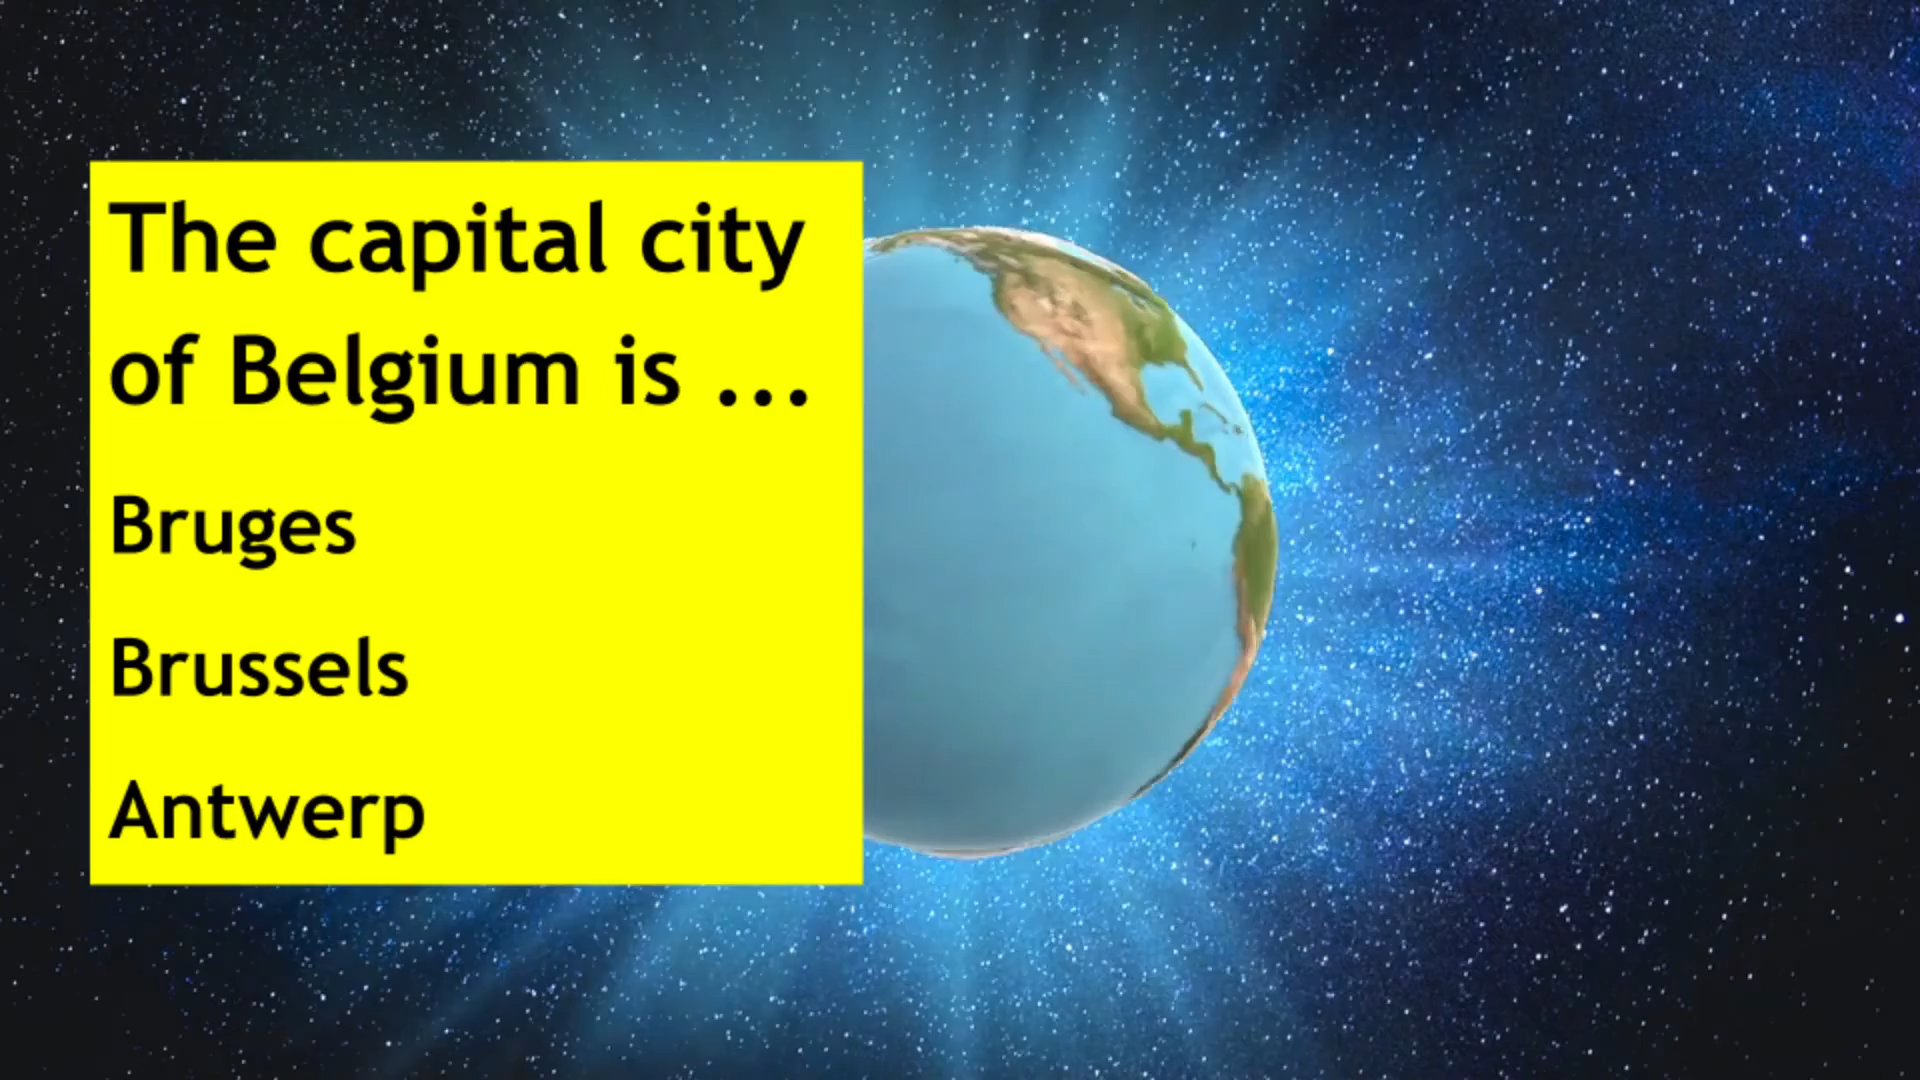 The capital city
of Belgium is ...
Bruges
Brussels
Antwerp